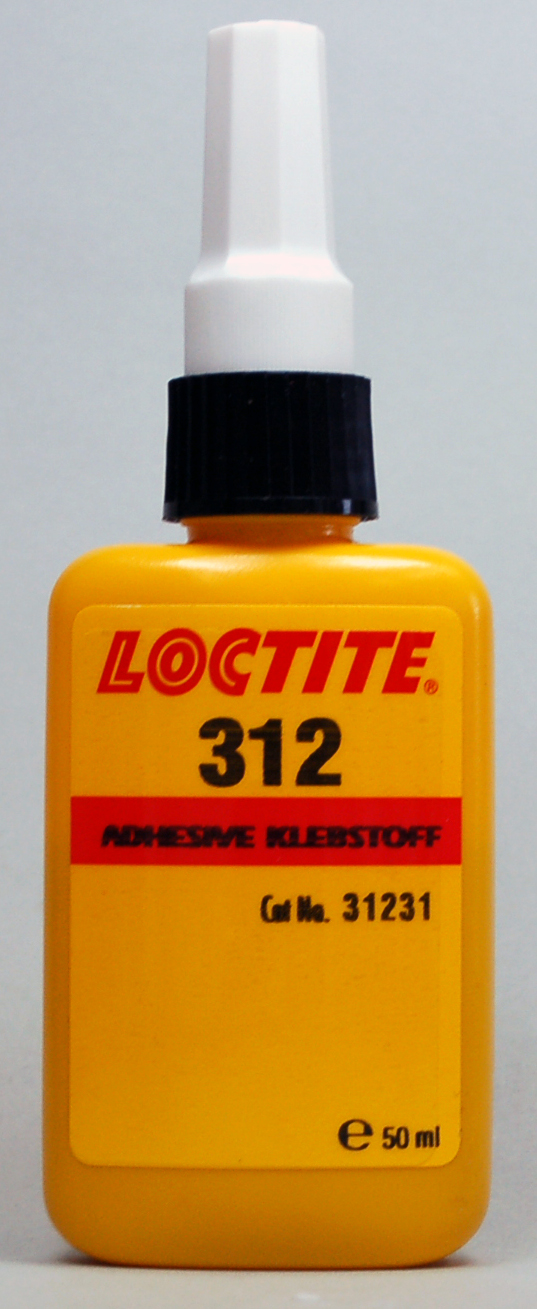 LOCTITE®
312
ADHESIVE KLEBSTOFF
Cat No. 31231
℮ 50 ml